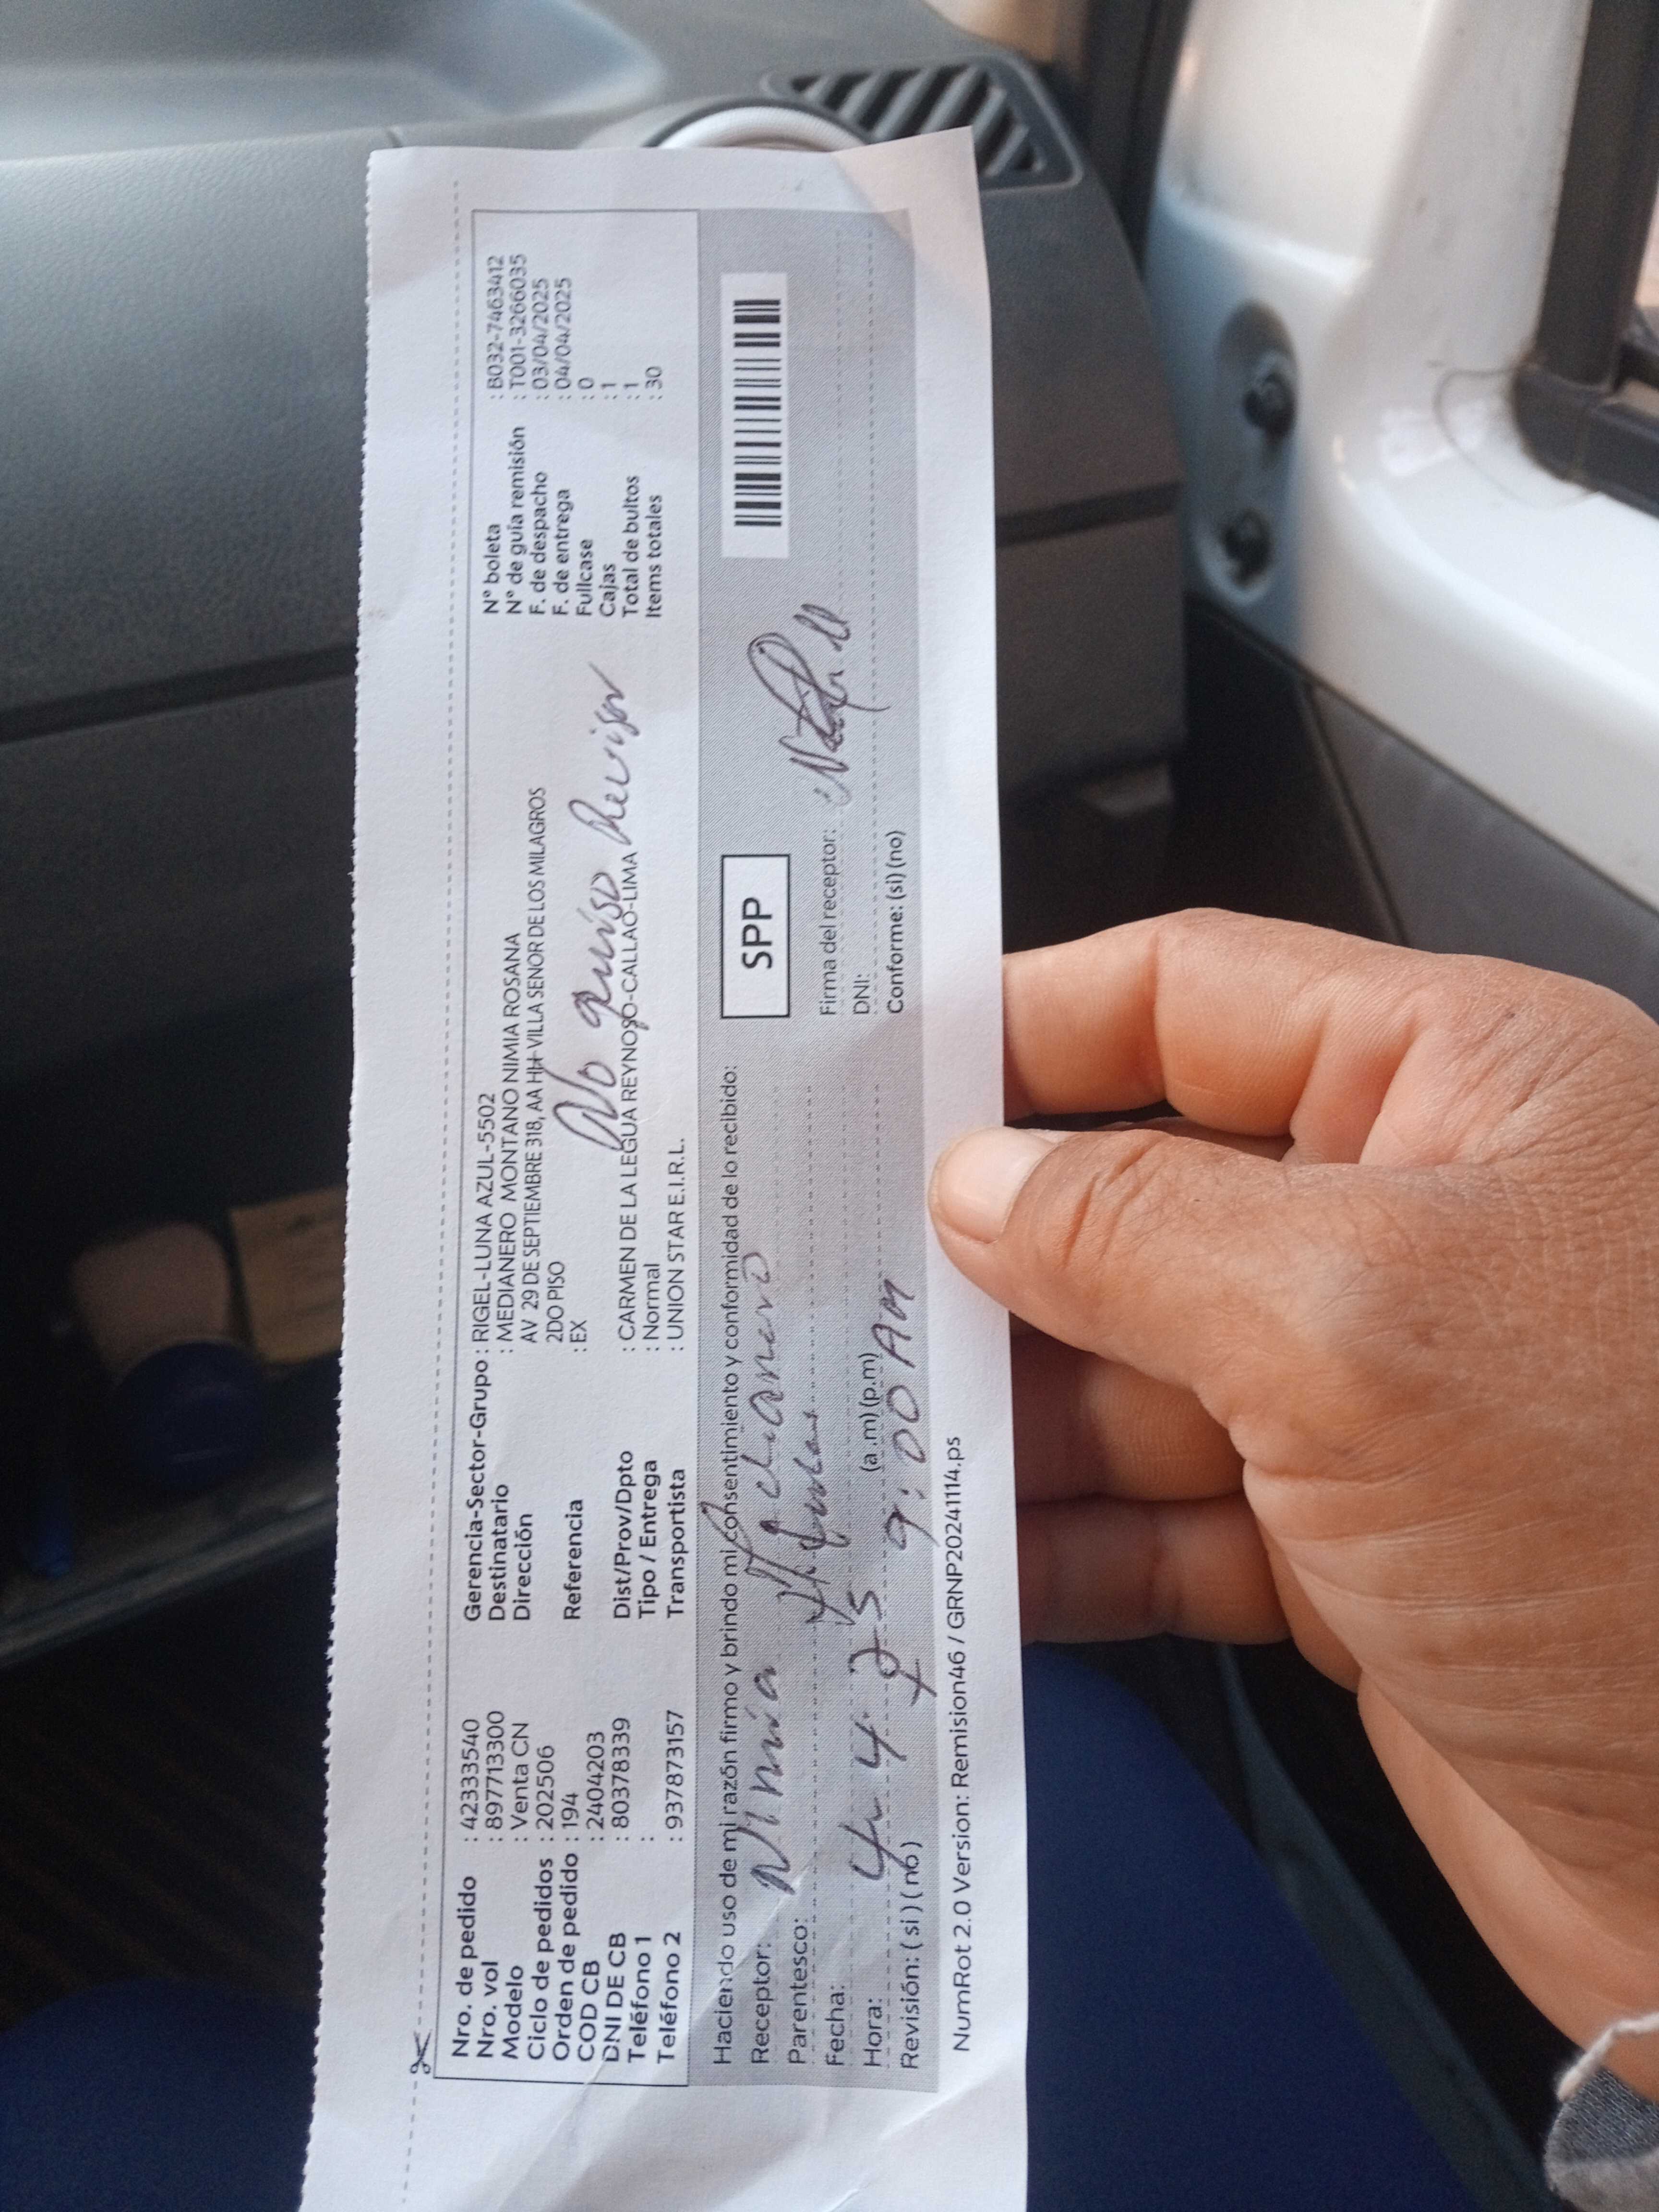 Nro. de pedido : 42333540
Nro. vol : 897713300
Modelo : Venta CN
Ciclo de pedidos : 202506
Orden de pedido : 194
COD CB : 2404203
DNI DE CB : 80378339
Teléfono 1 :
Teléfono 2 : 937873157
Gerencia-Sector-Grupo : RIGEL-LUNA AZUL-5502
Destinatario : MEDIANERO MONTANO NIMIA ROSANA
Dirección AV 29 DE SEPTIEMBRE 318, AA HH VILLA SENOR DE LOS MILAGROS
2DO PISO
Referencia : EX
No quiso Revisar
Dist/Prov/Dpto : CARMEN DE LA LEGUA REYNOSO-CALLAO-LIMA
Tipo / Entrega : Normal
Transportista : UNION STAR E.I.R.L.
N° boleta : B032-7463412
N° de guía remisión : T001-3266035
F. de despacho : 03/04/2025
F. de entrega : 04/04/2025
Fullcase : 0
Cajas : 1
Total de bultos : 1
Items totales : 30
Haciendo uso de mi razón firmo y brindo mi consentimiento y conformidad de lo recibido:
SPP
Receptor: Nimia
Parentesco:
Fecha: 4 4 25
Hora: (a.m) (p.m)
9:00 AM
Revisión: ( si ) ( no )
Firma del receptor:
DNI:
Conforme: (si) (no)
NumRot 2.0 Version: Remision46 / GRNP20241114.ps